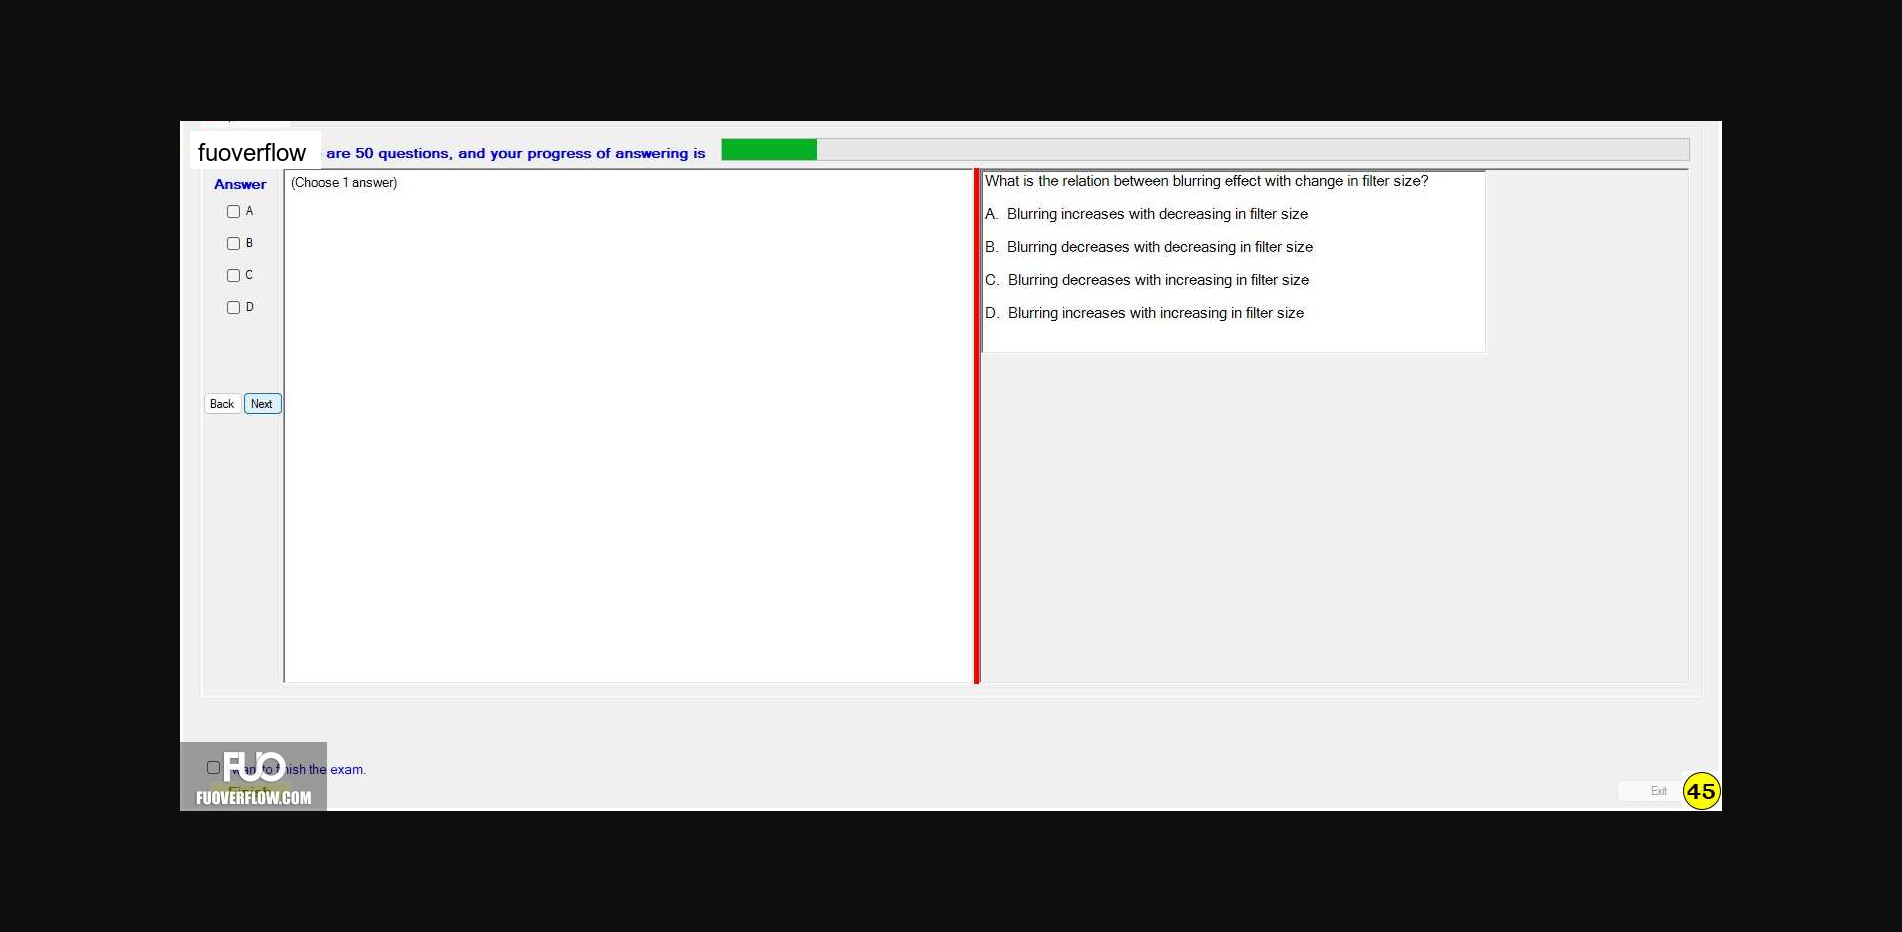 fuoverflow are 50 questions, and your progress of answering is
Answer
(Choose 1 answer)
A
B
C
D
Back Next
What is the relation between blurring effect with change in filter size?
A. Blurring increases with decreasing in filter size
B. Blurring decreases with decreasing in filter size
C. Blurring decreases with increasing in filter size
D. Blurring increases with increasing in filter size
FUO
want to finish the exam.
Finish
FUOVERFLOW.COM
Exit
45